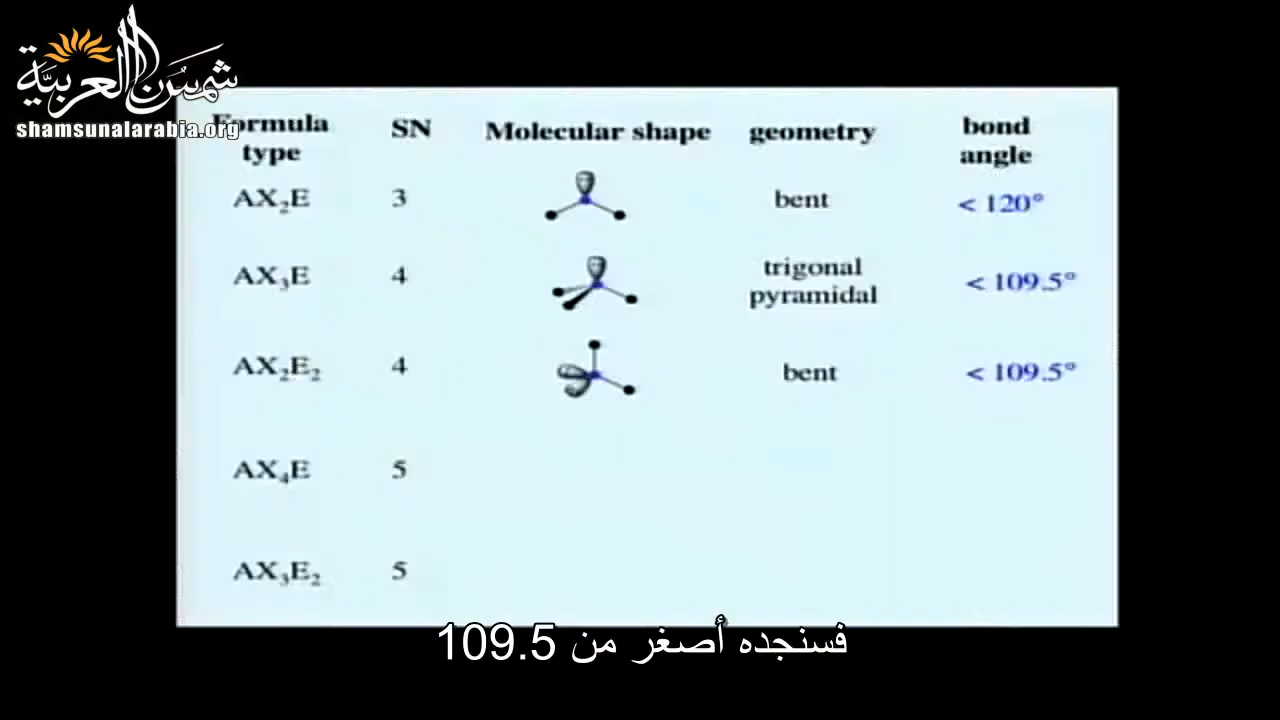 شمسُ العربيّة
shamsunalarabia.org
Formula type SN Molecular shape geometry bond angle
AX₂E 3 bent < 120°
AX₃E 4 trigonal pyramidal < 109.5°
AX₂E₂ 4 bent < 109.5°
AX₄E 5
AX₃E₂ 5
فسنجده أصغر من 109.5